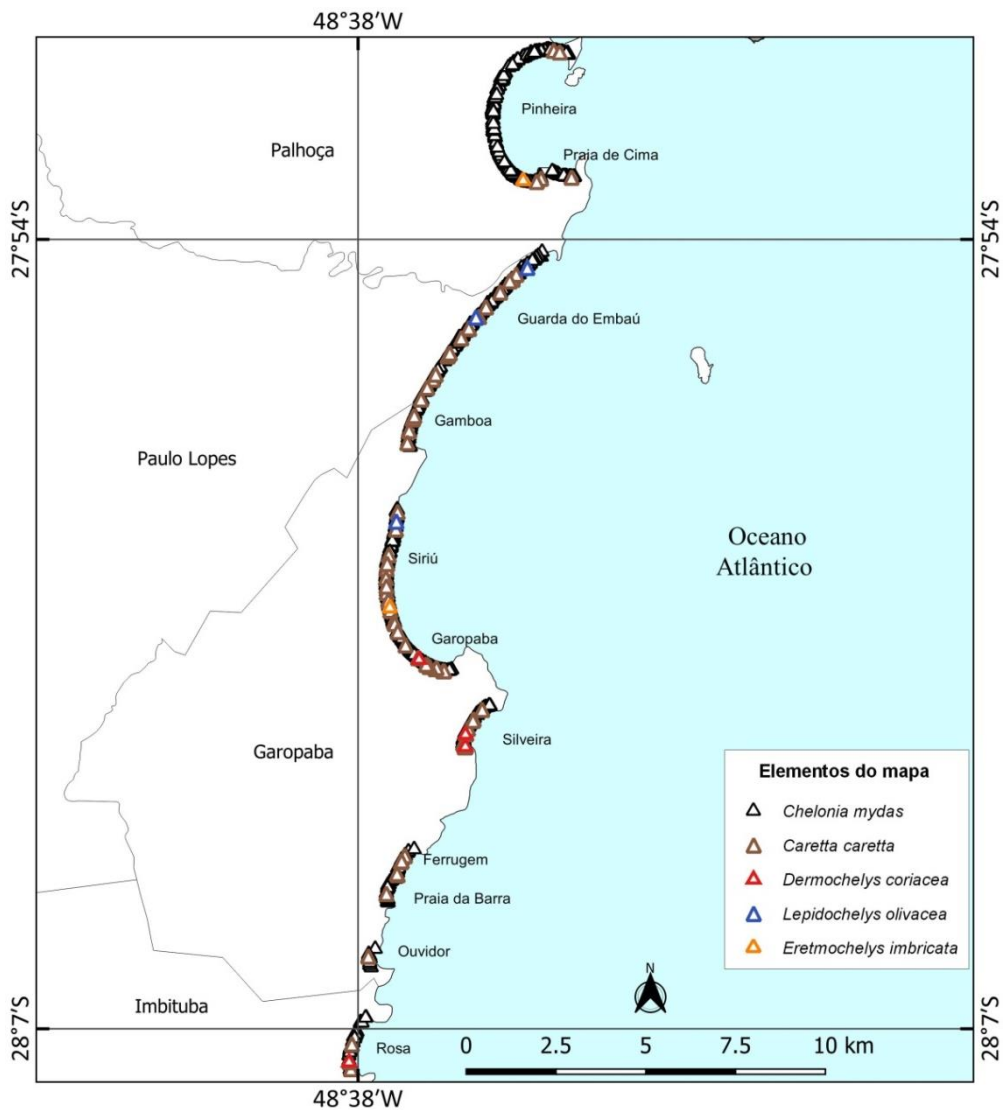 48°38'W
Pinheira
Palhoça
Praia de Cima
27°54'S
27°54'S
Guarda do Embaú
Gamboa
Paulo Lopes
Oceano
Atlântico
Siriú
Garopaba
Garopaba
Silveira
Elementos do mapa
Chelonia mydas
Caretta caretta
Dermochelys coriacea
Lepidochelys olivacea
Eretmochelys imbricata
Ferrugem
Praia da Barra
Ouvidor
Imbituba
N
28°7'S
28°7'S
Rosa
0 2.5 5 7.5 10 km
48°38'W